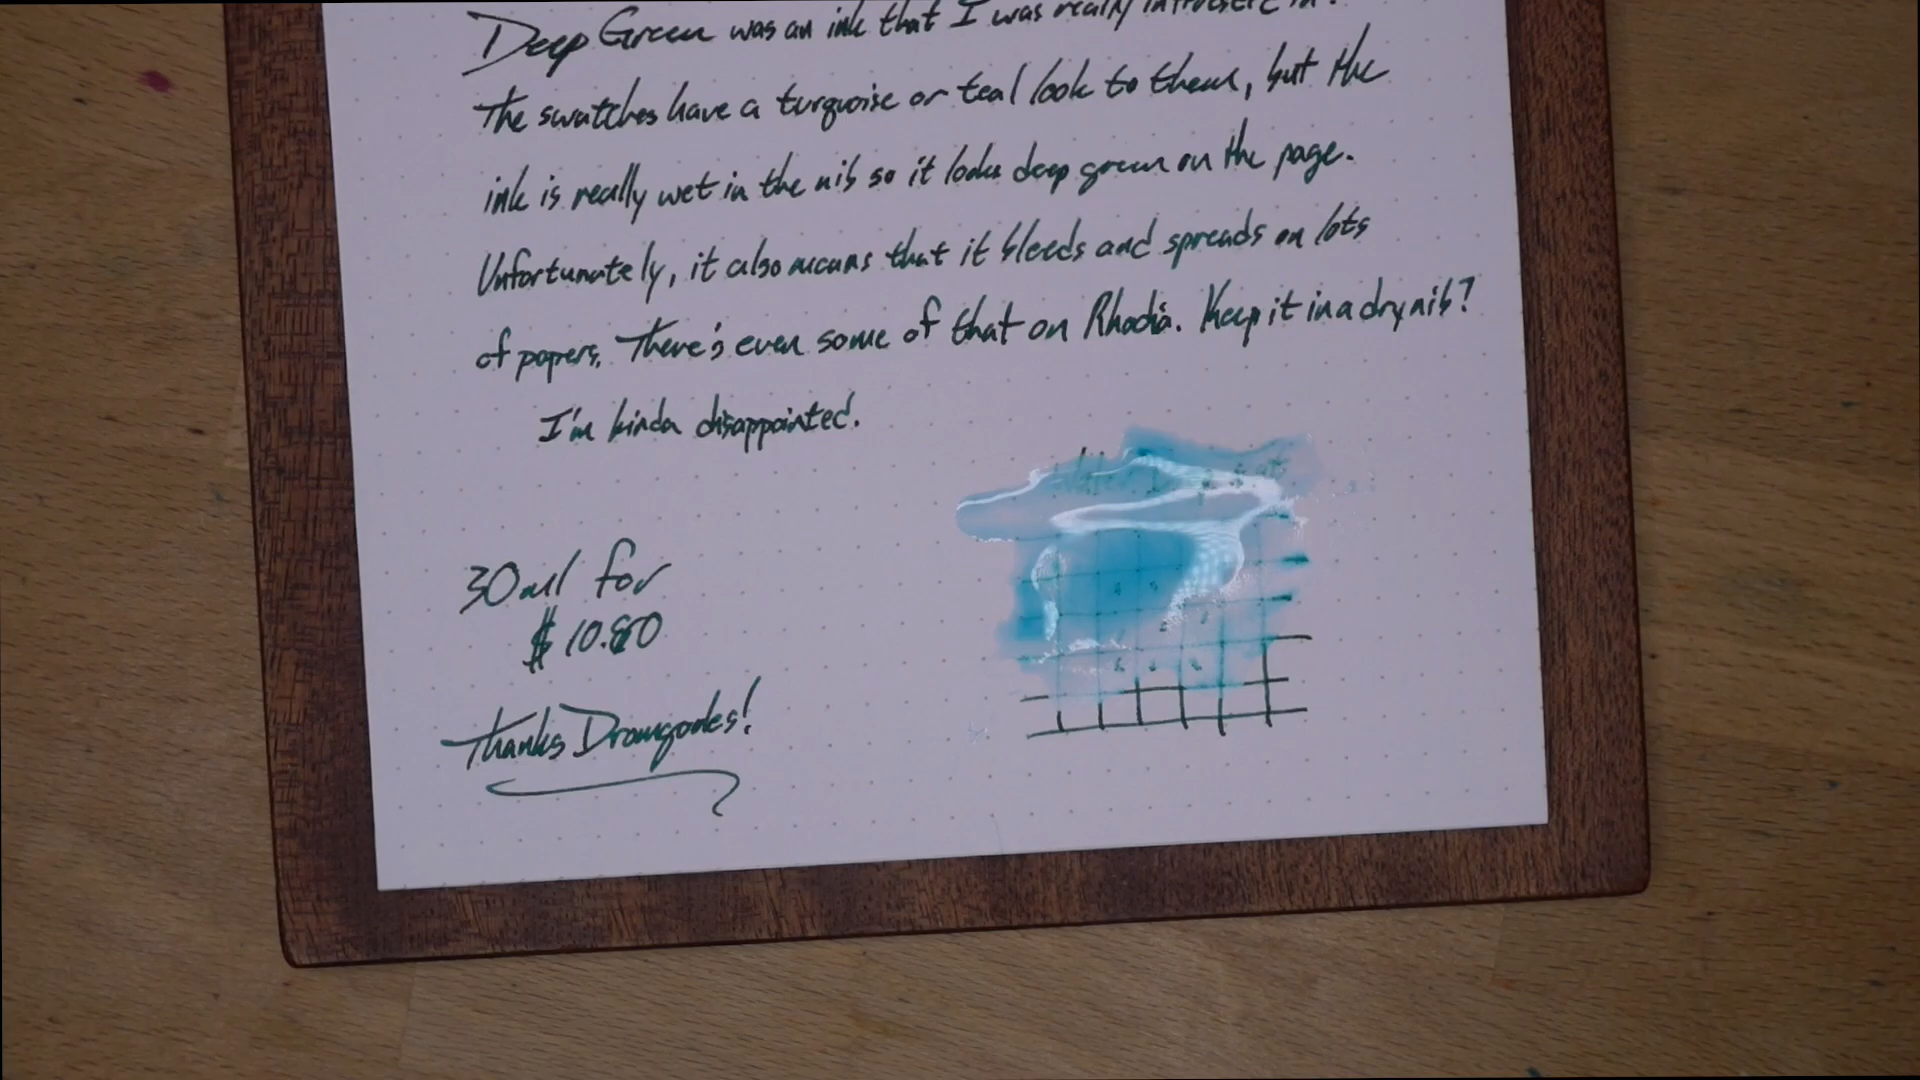 Deep Green was an ink that I was really
The swatches have a turquoise or teal look to them, but the
ink is really wet in the nib so it looks deep green on the page.
Unfortunately, it also means that it bleeds and spreads on lots
of papers. There's even some of that on Rhodia. Keep it in a dry nib?
I'm kinda disappointed.
30ml for
$10.80
Thanks Dromgooles!